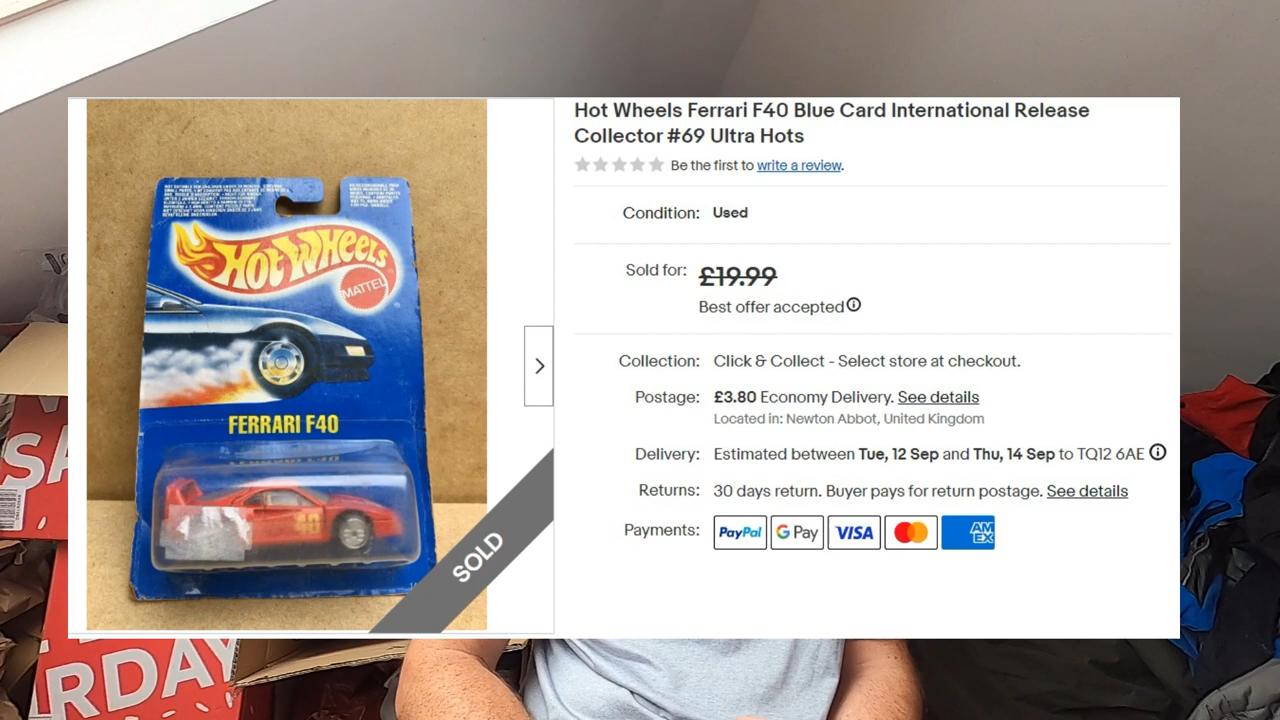 Hot Wheels
MATTEL
FERRARI F40
40
SOLD
Hot Wheels Ferrari F40 Blue Card International Release
Collector #69 Ultra Hots
Be the first to write a review.
Condition: Used
Sold for: £19.99
Best offer accepted
Collection: Click & Collect - Select store at checkout.
Postage: £3.80 Economy Delivery. See details
Located in: Newton Abbot, United Kingdom
Delivery: Estimated between Tue, 12 Sep and Thu, 14 Sep to TQ12 6AE
Returns: 30 days return. Buyer pays for return postage. See details
Payments: PayPal G Pay VISA AM EX
SA
RDAY